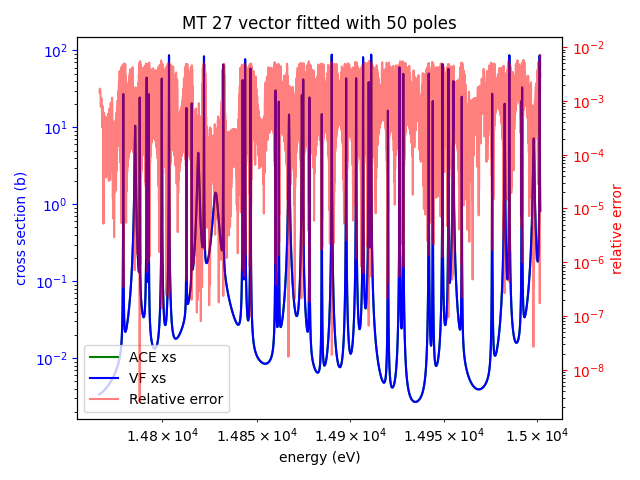 MT 27 vector fitted with 50 poles
10²
10¹
10⁰
10⁻¹
10⁻²
cross section (b)
10⁻²
10⁻³
10⁻⁴
10⁻⁵
10⁻⁶
10⁻⁷
10⁻⁸
relative error
ACE xs
VF xs
Relative error
1.48 × 10⁴ 1.485 × 10⁴ 1.49 × 10⁴ 1.495 × 10⁴ 1.5 × 10⁴
energy (eV)